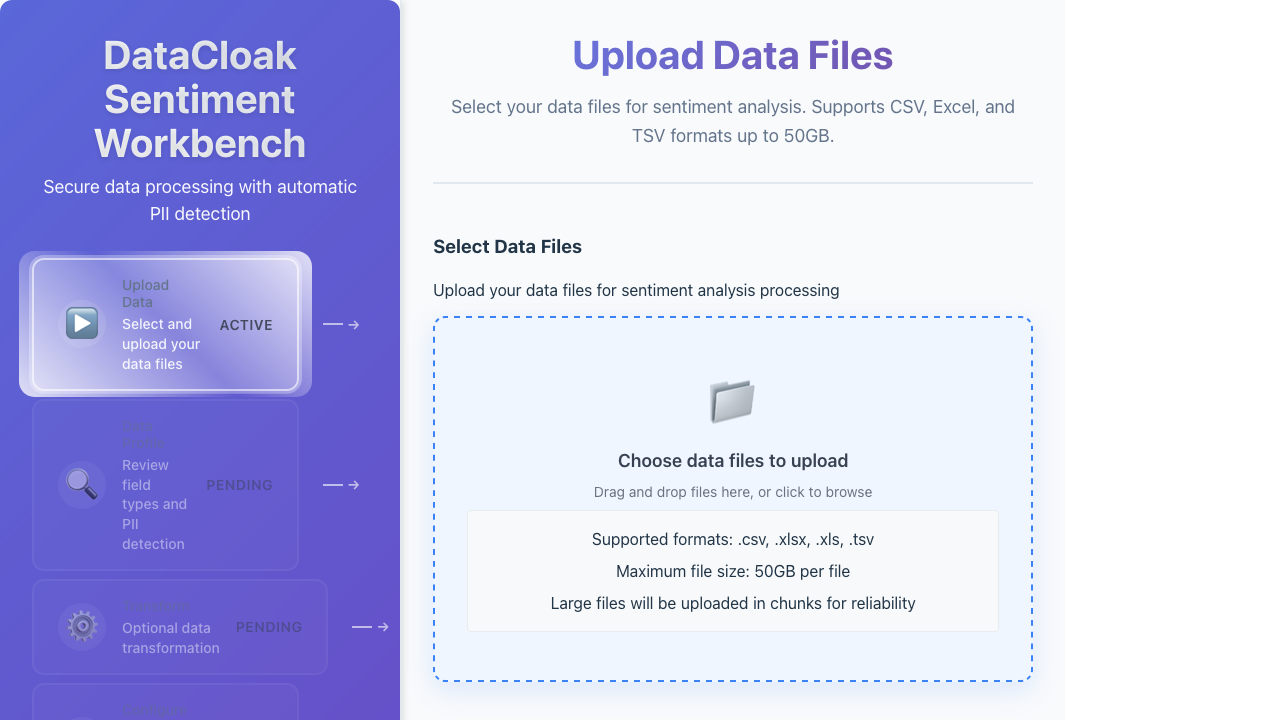 DataCloak
Sentiment
Workbench
Secure data processing with automatic
PII detection
Upload
Data
Select and
upload your
data files
ACTIVE
Data
Profile
Review
field
types and
PII
detection
PENDING
Optional data
transformation
PENDING
Upload Data Files
Select your data files for sentiment analysis. Supports CSV, Excel, and
TSV formats up to 50GB.
Select Data Files
Upload your data files for sentiment analysis processing
Choose data files to upload
Drag and drop files here, or click to browse
Supported formats: .csv, .xlsx, .xls, .tsv
Maximum file size: 50GB per file
Large files will be uploaded in chunks for reliability